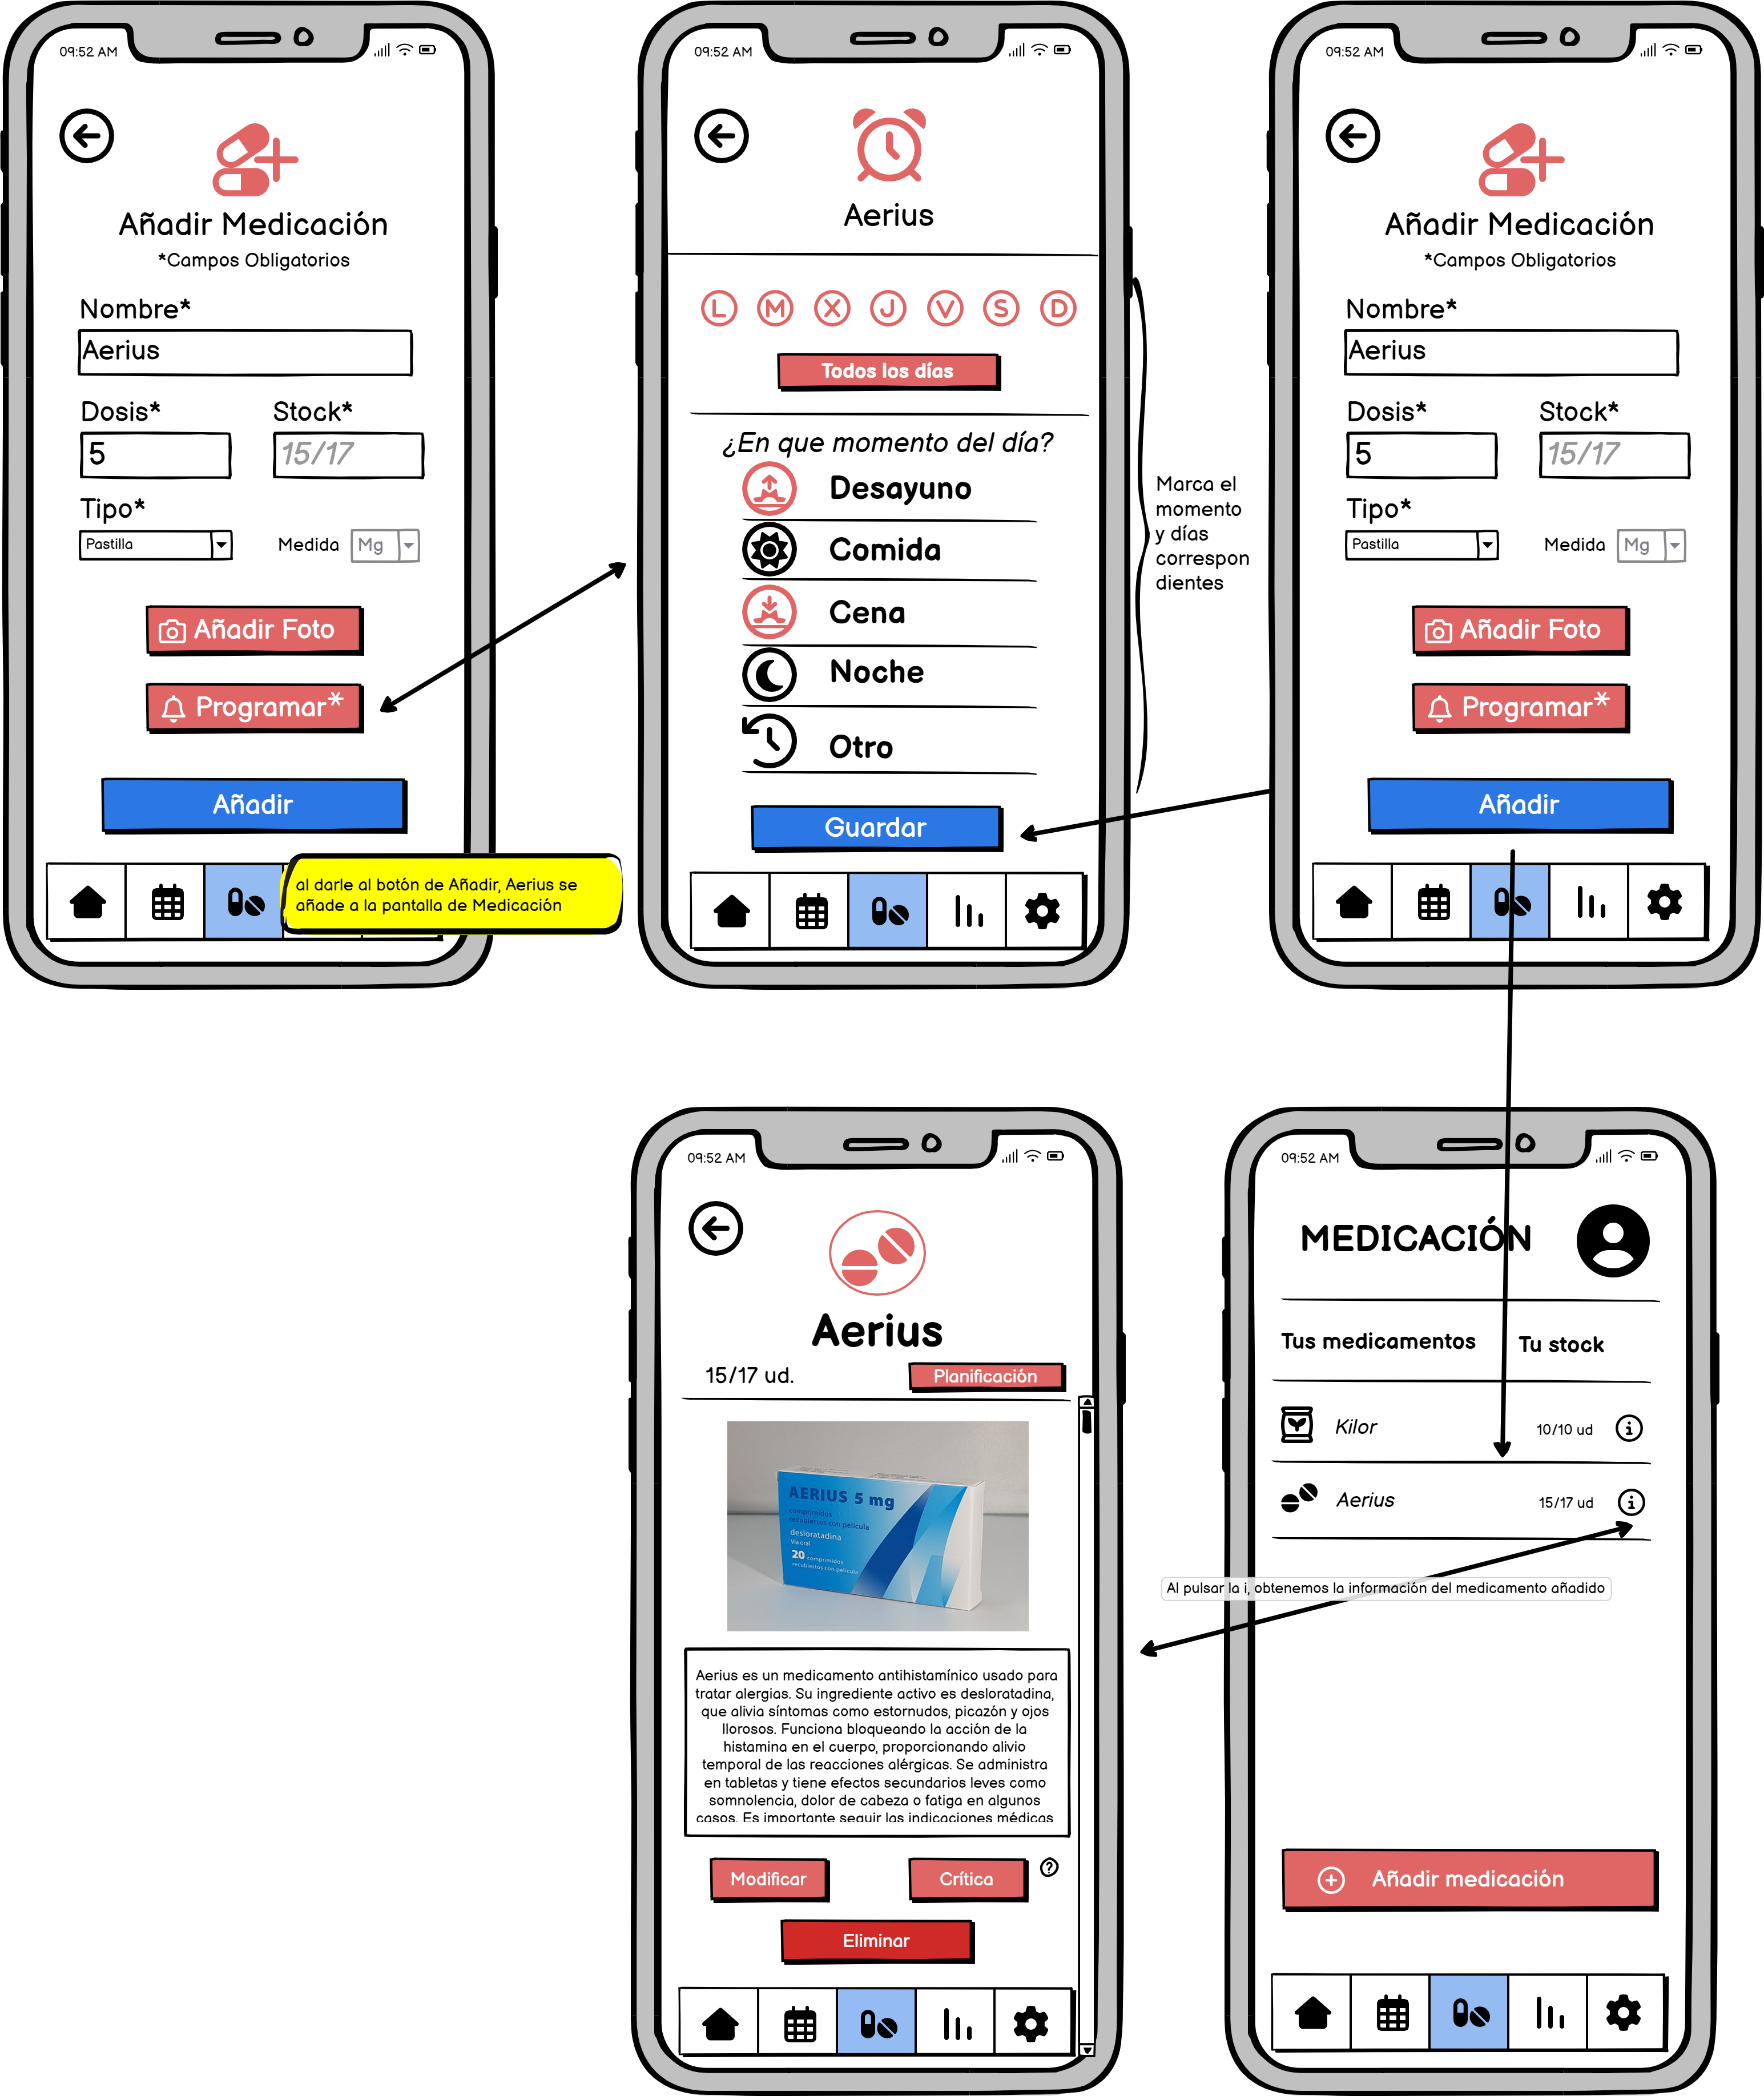 09:52 AM
Añadir Medicación
*Campos Obligatorios
Nombre*
Aerius
Dosis*
Stock*
5
15/17
Tipo*
Pastilla
Medida
Mg
Añadir Foto
Programar*
Añadir
al darle al botón de Añadir, Aerius se
añade a la pantalla de Medicación
09:52 AM
Aerius
L M X J V S D
Todos los días
¿En que momento del día?
Desayuno
Comida
Cena
Noche
Otro
Guardar
Marca el
momento
y días
correspon
dientes
09:52 AM
Añadir Medicación
*Campos Obligatorios
Nombre*
Aerius
Dosis*
Stock*
5
15/17
Tipo*
Pastilla
Medida
Mg
Añadir Foto
Programar*
Añadir
09:52 AM
Aerius
15/17 ud.
Planificación
AERIUS 5 mg
comprimidos
recubiertos con película
desloratadina
Vía oral
20 comprimidos
recubiertos con película
Aerius es un medicamento antihistamínico usado para
tratar alergias. Su ingrediente activo es desloratadina,
que alivia síntomas como estornudos, picazón y ojos
llorosos. Funciona bloqueando la acción de la
histamina en el cuerpo, proporcionando alivio
temporal de las reacciones alérgicas. Se administra
en tabletas y tiene efectos secundarios leves como
somnolencia, dolor de cabeza o fatiga en algunos
casos. Es importante seguir las indicaciones médicas
Modificar
Crítica
?
Eliminar
09:52 AM
MEDICACIÓN
Tus medicamentos
Tu stock
Kilor
10/10 ud
i
Aerius
15/17 ud
i
Al pulsar la i, obtenemos la información del medicamento añadido
Añadir medicación